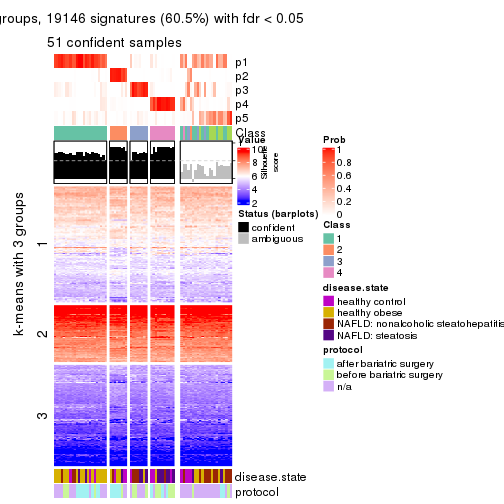 groups, 19146 signatures (60.5%) with fdr < 0.05
51 confident samples
p1
p2
p3
p4
p5
Class
k-means with 3 groups
1
2
3
Value
10
8
6
4
2
Silhouette
score
Status (barplots)
confident
ambiguous
Prob
1
0.8
0.6
0.4
0.2
0
Class
1
2
3
4
disease.state
healthy control
healthy obese
NAFLD: nonalcoholic steatohepatitis
NAFLD: steatosis
protocol
after bariatric surgery
before bariatric surgery
n/a
disease.state
protocol